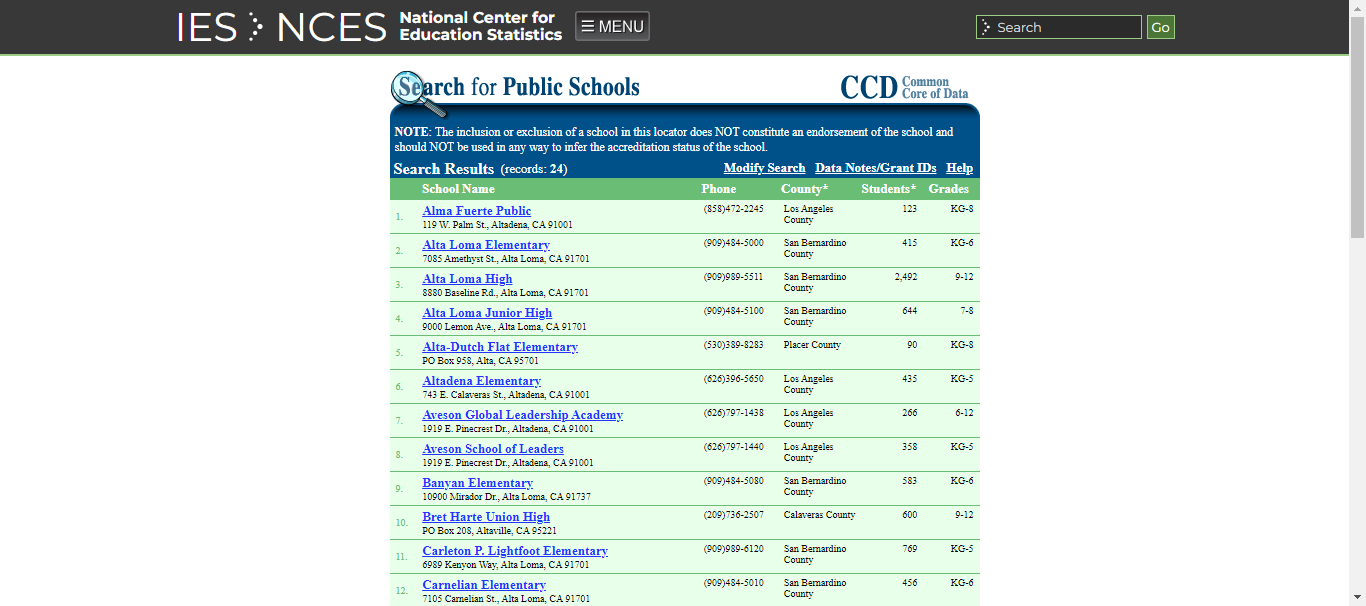 IES NCES National Center for Education Statistics ☰ MENU Search Go
Search for Public Schools CCD Common Core of Data
NOTE: The inclusion or exclusion of a school in this locator does NOT constitute an endorsement of the school and
should NOT be used in any way to infer the accreditation status of the school.
Search Results (records: 24) Modify Search Data Notes/Grant IDs Help
School Name Phone County* Students* Grades
1. Alma Fuerte Public (858)472-2245 Los Angeles County 123 KG-8
119 W. Palm St., Altadena, CA 91001
2. Alta Loma Elementary (909)484-5000 San Bernardino County 415 KG-6
7085 Amethyst St., Alta Loma, CA 91701
3. Alta Loma High (909)989-5511 San Bernardino County 2,492 9-12
8880 Baseline Rd., Alta Loma, CA 91701
4. Alta Loma Junior High (909)484-5100 San Bernardino County 644 7-8
9000 Lemon Ave., Alta Loma, CA 91701
5. Alta-Dutch Flat Elementary (530)389-8283 Placer County 90 KG-8
PO Box 958, Alta, CA 95701
6. Altadena Elementary (626)396-5650 Los Angeles County 435 KG-5
743 E. Calaveras St., Altadena, CA 91001
7. Aveson Global Leadership Academy (626)797-1438 Los Angeles County 266 6-12
1919 E. Pinecrest Dr., Altadena, CA 91001
8. Aveson School of Leaders (626)797-1440 Los Angeles County 358 KG-5
1919 E. Pinecrest Dr., Altadena, CA 91001
9. Banyan Elementary (909)484-5080 San Bernardino County 583 KG-6
10900 Mirador Dr., Alta Loma, CA 91737
10. Bret Harte Union High (209)736-2507 Calaveras County 600 9-12
PO Box 208, Altaville, CA 95221
11. Carleton P. Lightfoot Elementary (909)989-6120 San Bernardino County 769 KG-5
6989 Kenyon Way, Alta Loma, CA 91701
12. Carnelian Elementary (909)484-5010 San Bernardino County 456 KG-6
7105 Carnelian St., Alta Loma, CA 91701